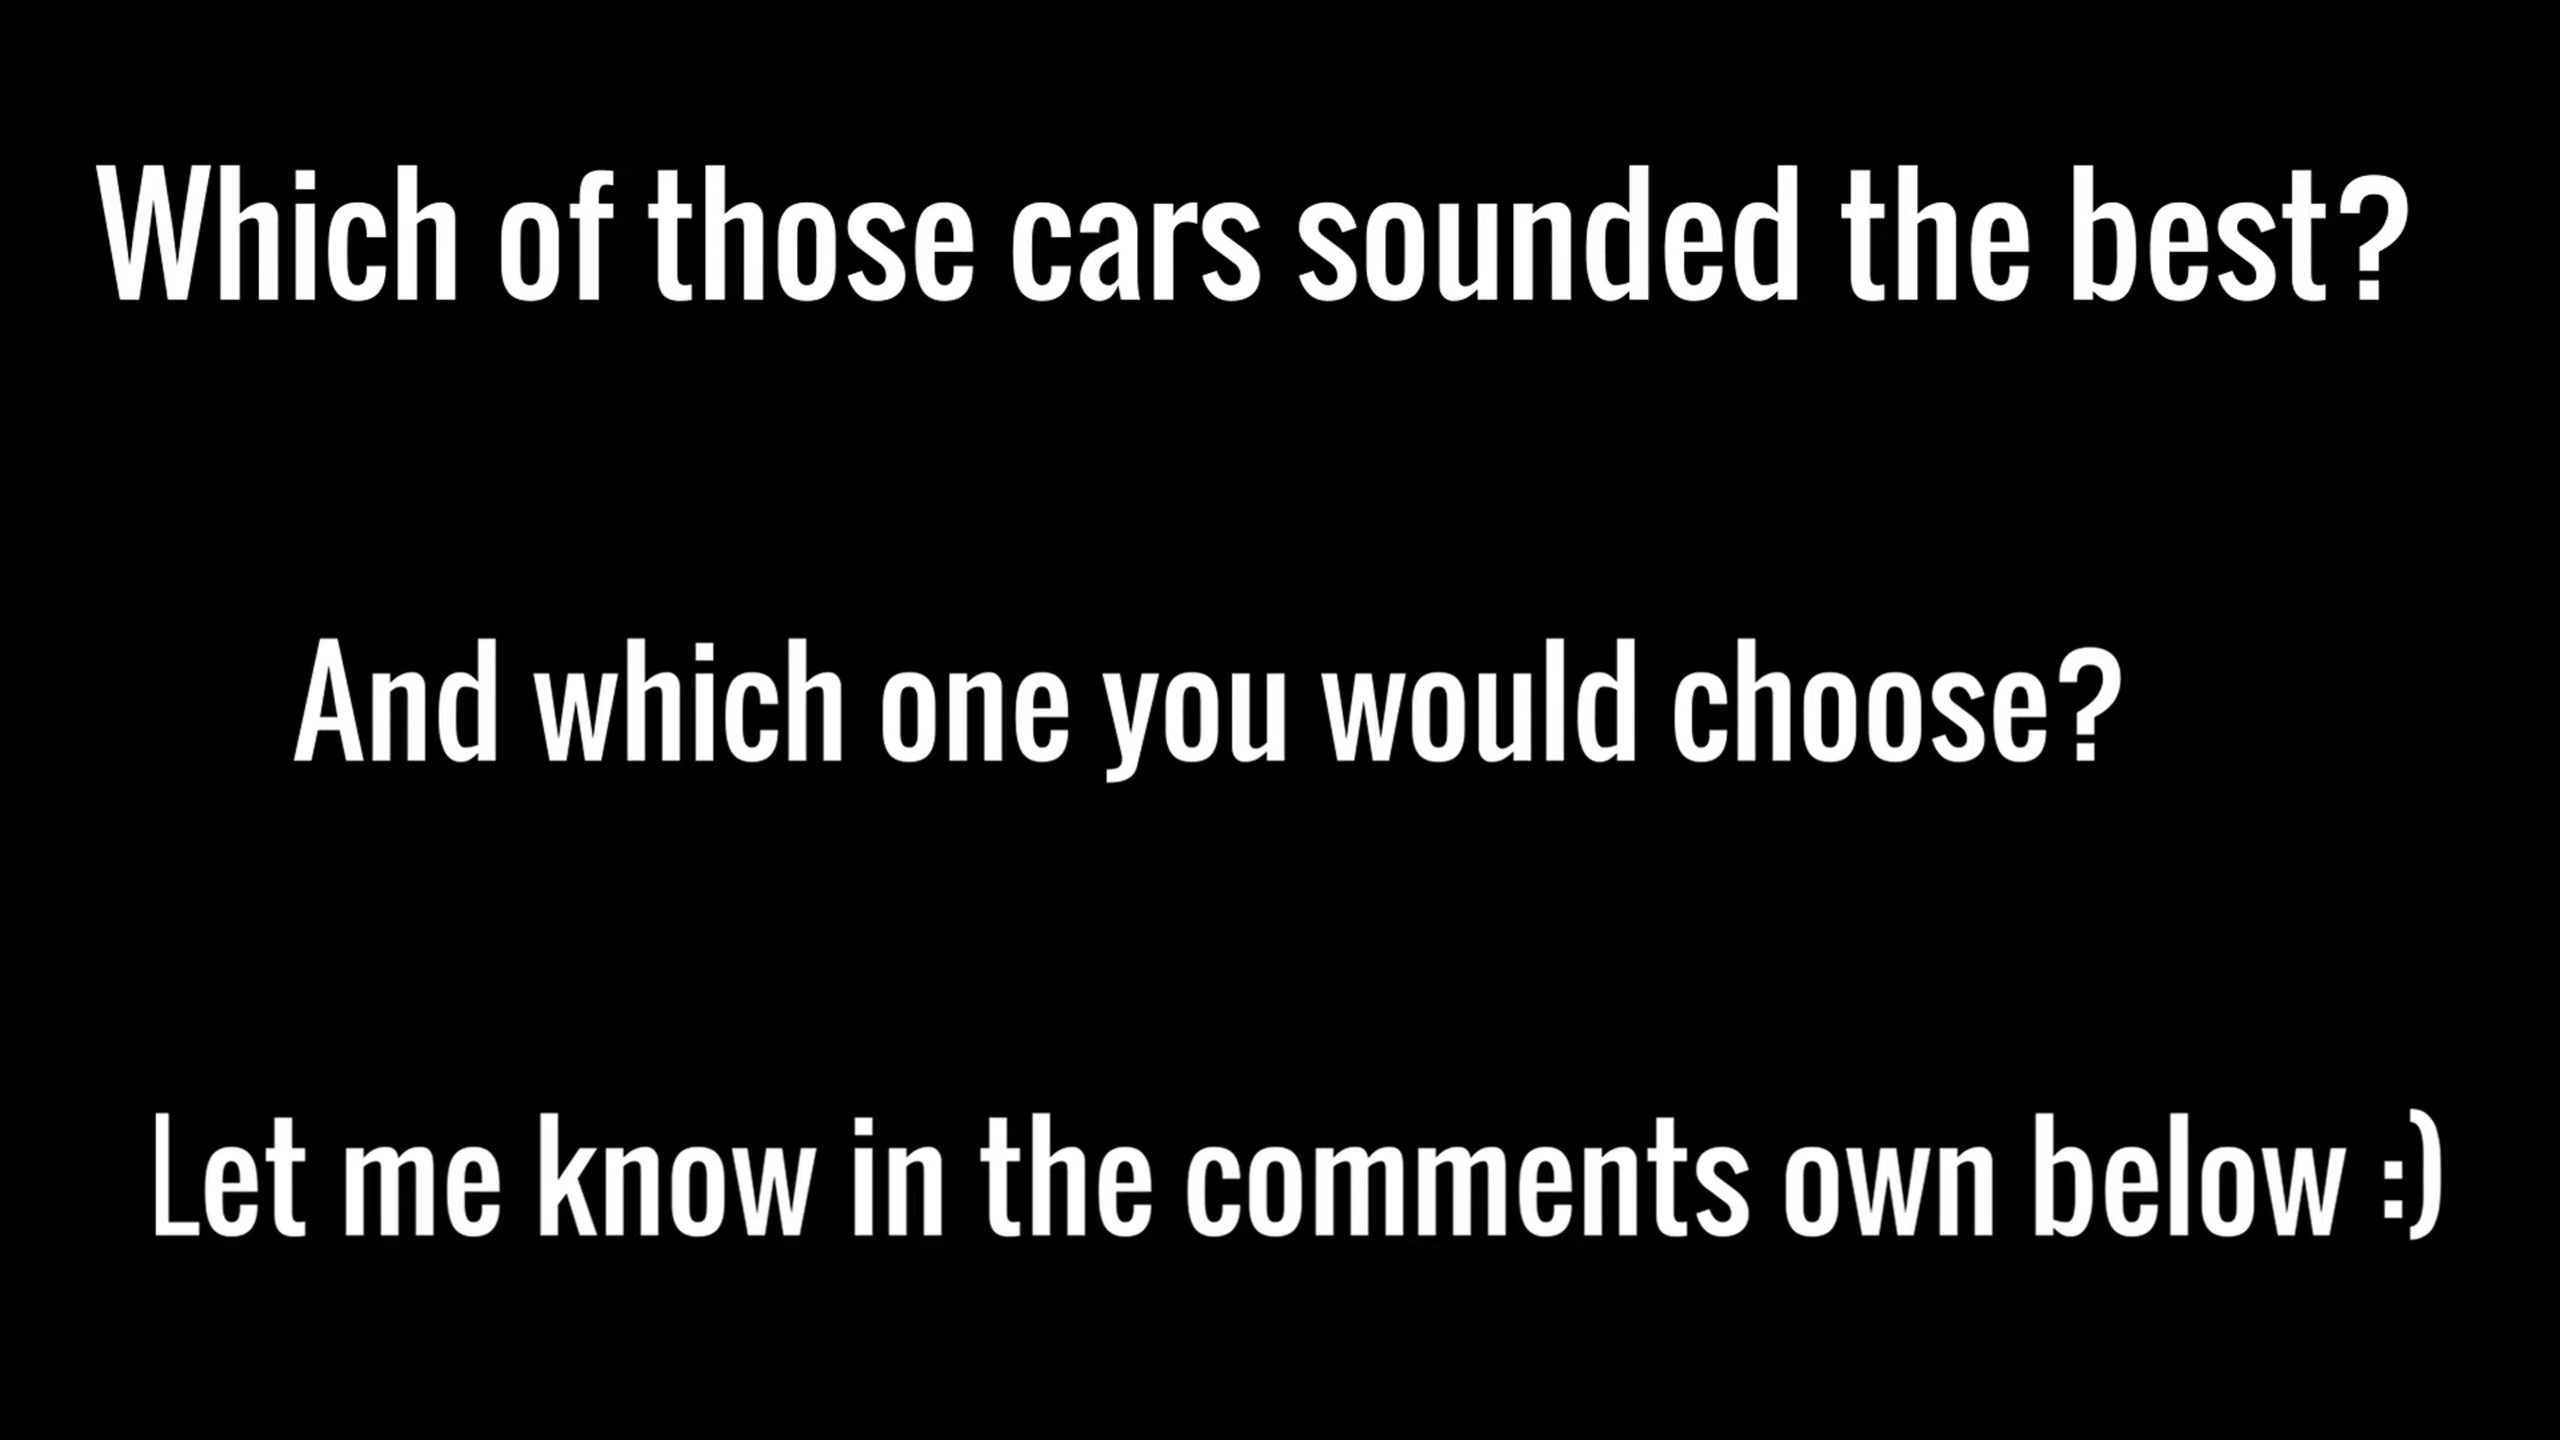 Which of those cars sounded the best?
And which one you would choose?
Let me know in the comments own below :)